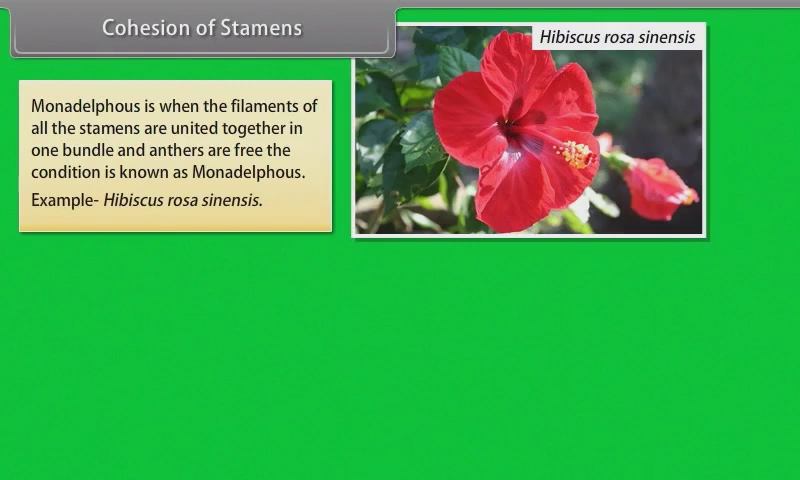 Cohesion of Stamens
Hibiscus rosa sinensis
Monadelphous is when the filaments of
all the stamens are united together in
one bundle and anthers are free the
condition is known as Monadelphous.
Example- Hibiscus rosa sinensis.